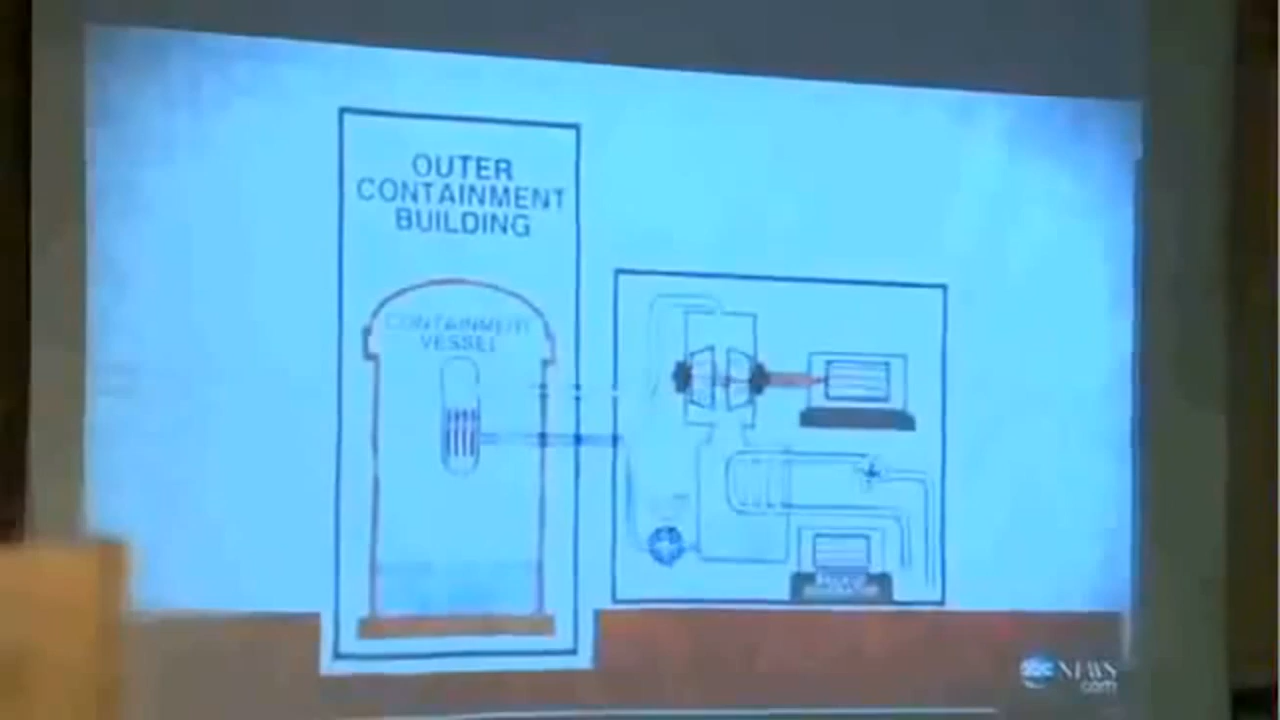 OUTER
CONTAINMENT
BUILDING
CONTAINMENT
VESSEL
abc NEWS
.com